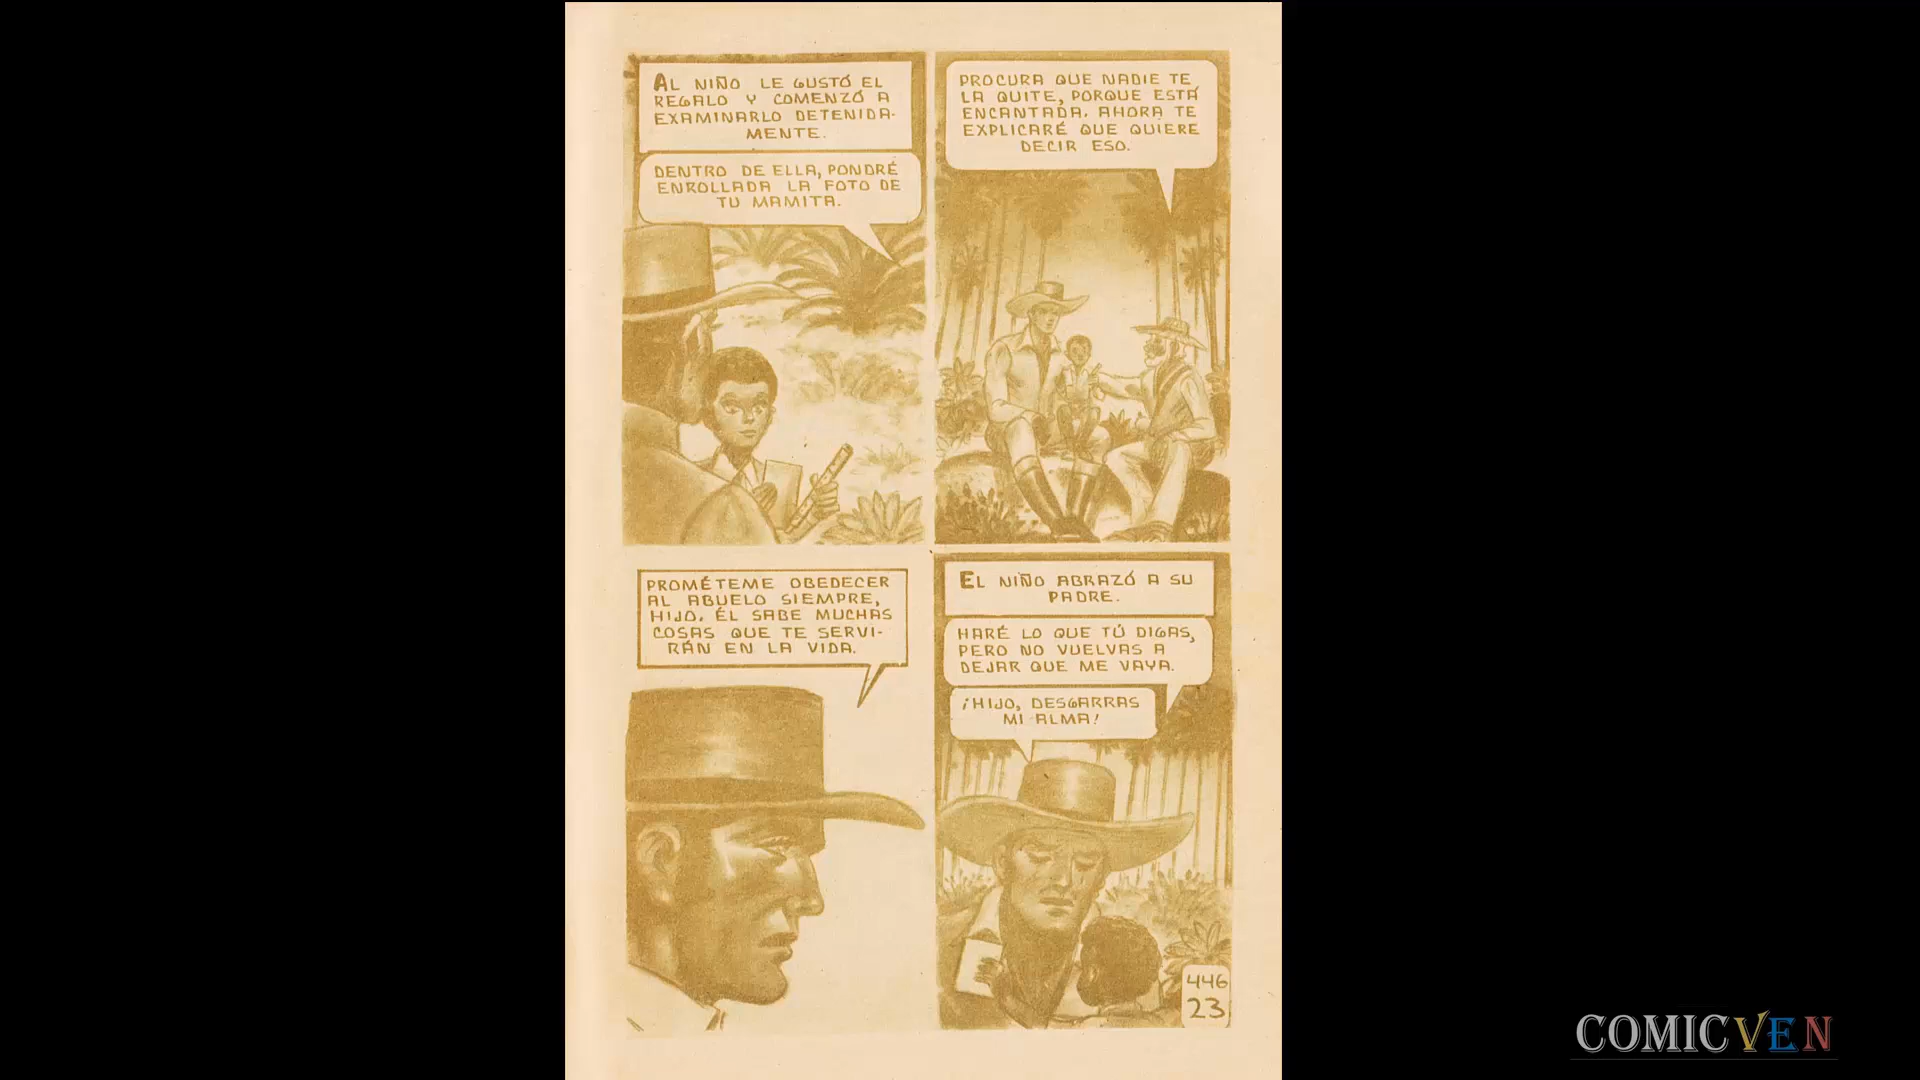 AL NIÑO LE GUSTÓ EL
REGALO Y COMENZÓ A
EXAMINARLO DETENIDA-
MENTE.
DENTRO DE ELLA, PONDRÉ
ENROLLADA LA FOTO DE
TU MAMITA.
PROCURA QUE NADIE TE
LA QUITE, PORQUE ESTÁ
ENCANTADA. AHORA TE
EXPLICARÉ QUE QUIERE
DECIR ESO.
PROMÉTEME OBEDECER
AL ABUELO SIEMPRE,
HIJO. ÉL SABE MUCHAS
COSAS QUE TE SERVI-
RÁN EN LA VIDA.
EL NIÑO ABRAZÓ A SU
PADRE.
HARÉ LO QUE TÚ DIGAS,
PERO NO VUELVAS A
DEJAR QUE ME VAYA.
¡HIJO, DESGARRAS
MI ALMA!
446
23
COMICVEN